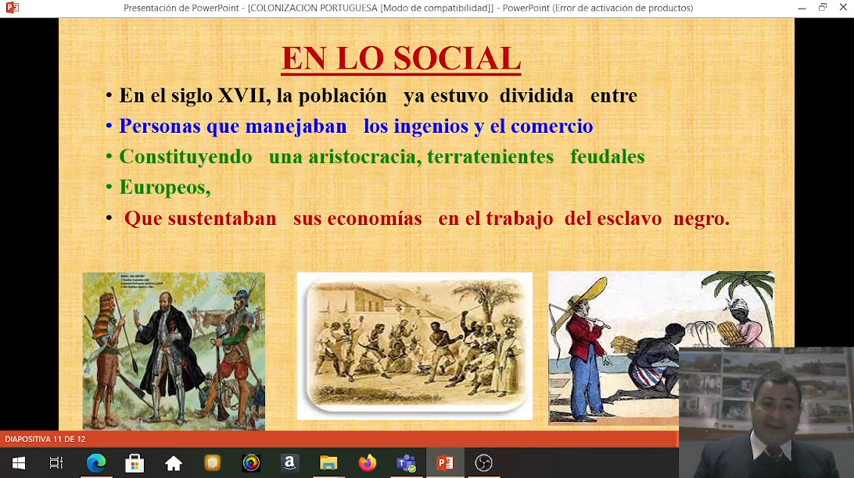 Presentación de PowerPoint - [COLONIZACION PORTUGUESA [Modo de compatibilidad]] - PowerPoint (Error de activación de productos)
EN LO SOCIAL
• En el siglo XVII, la población ya estuvo dividida entre
• Personas que manejaban los ingenios y el comercio
• Constituyendo una aristocracia, terratenientes feudales
• Europeos,
• Que sustentaban sus economías en el trabajo del esclavo negro.
DIAPOSITIVA 11 DE 12